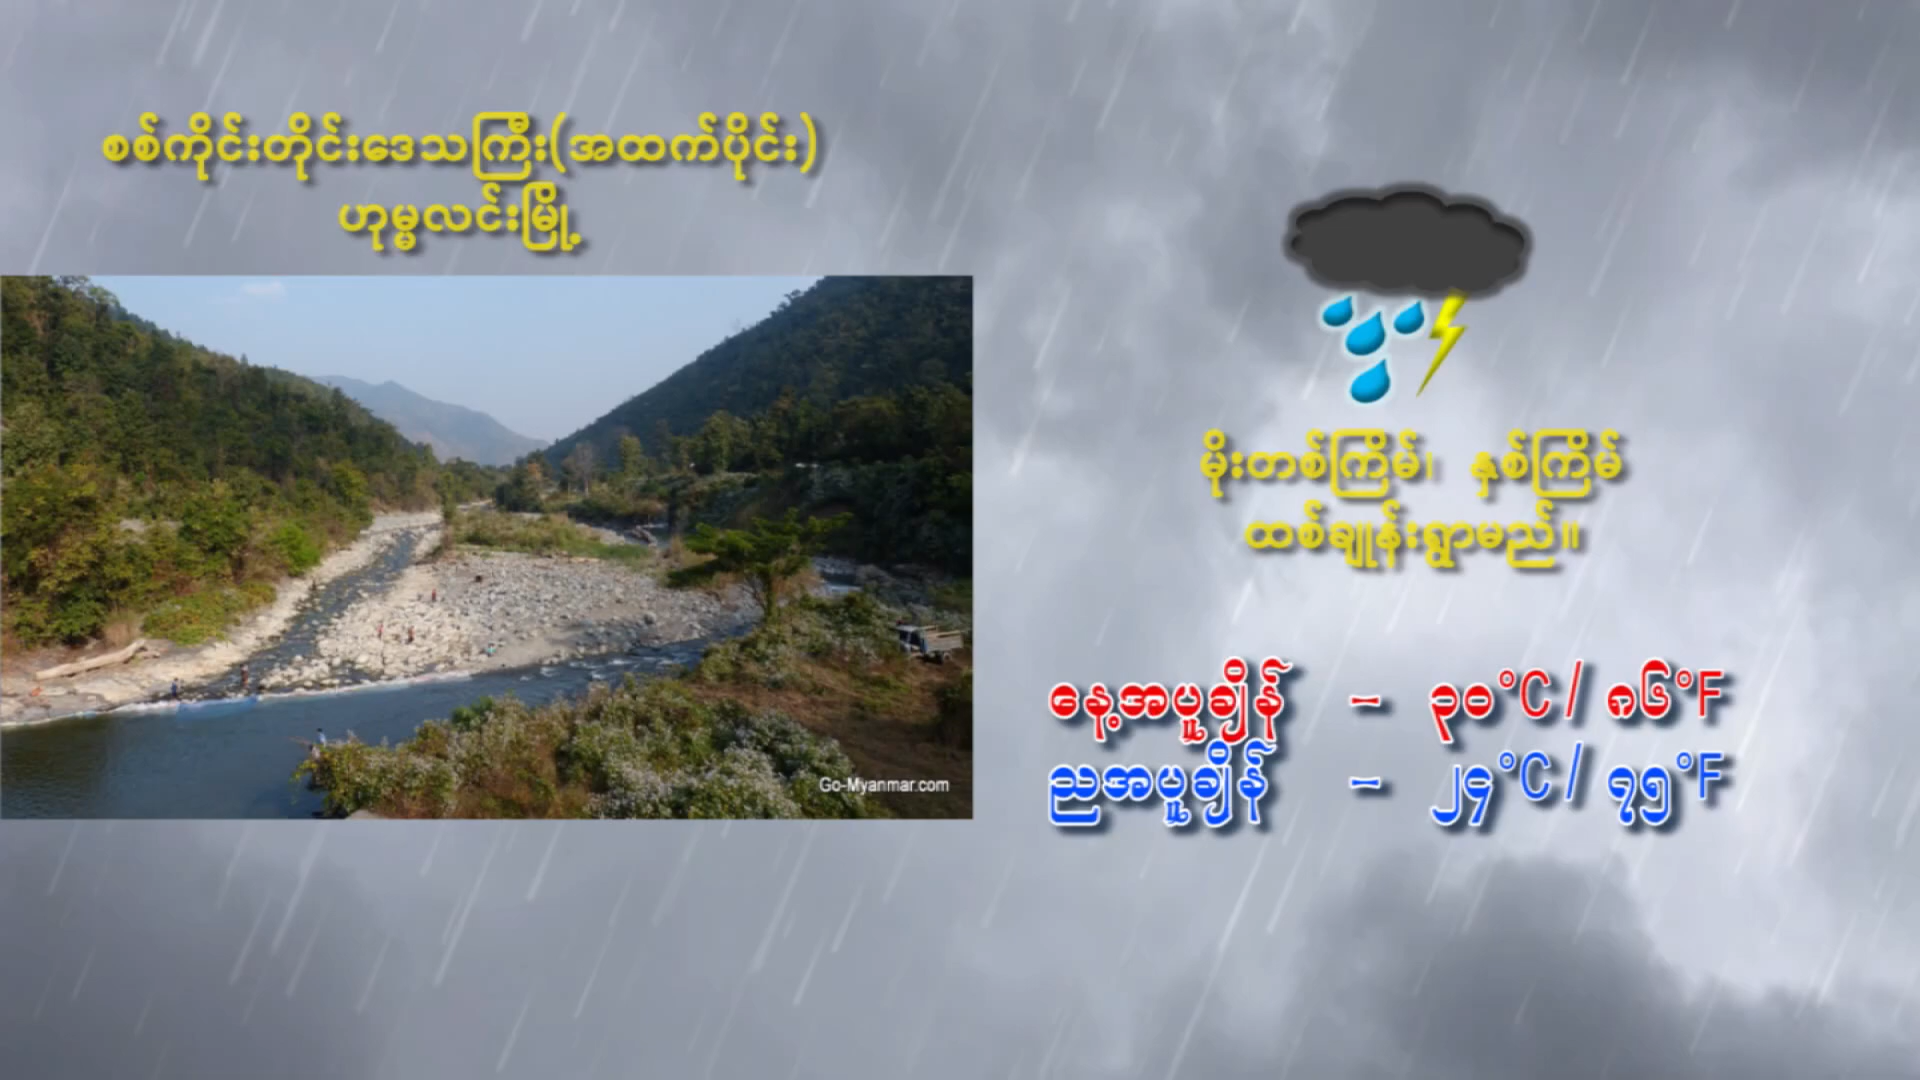 စစ်ကိုင်းတိုင်းဒေသကြီး(အထက်ပိုင်း)
ဟုမ္မလင်းမြို့
Go-Myanmar.com
မိုးတစ်ကြိမ်၊ နှစ်ကြိမ်
ထစ်ချုန်းရွာမည်။
နေ့အပူချိန် - ၃၀°C / ၈၆°F
ညအပူချိန် - ၂၄°C / ၇၅°F